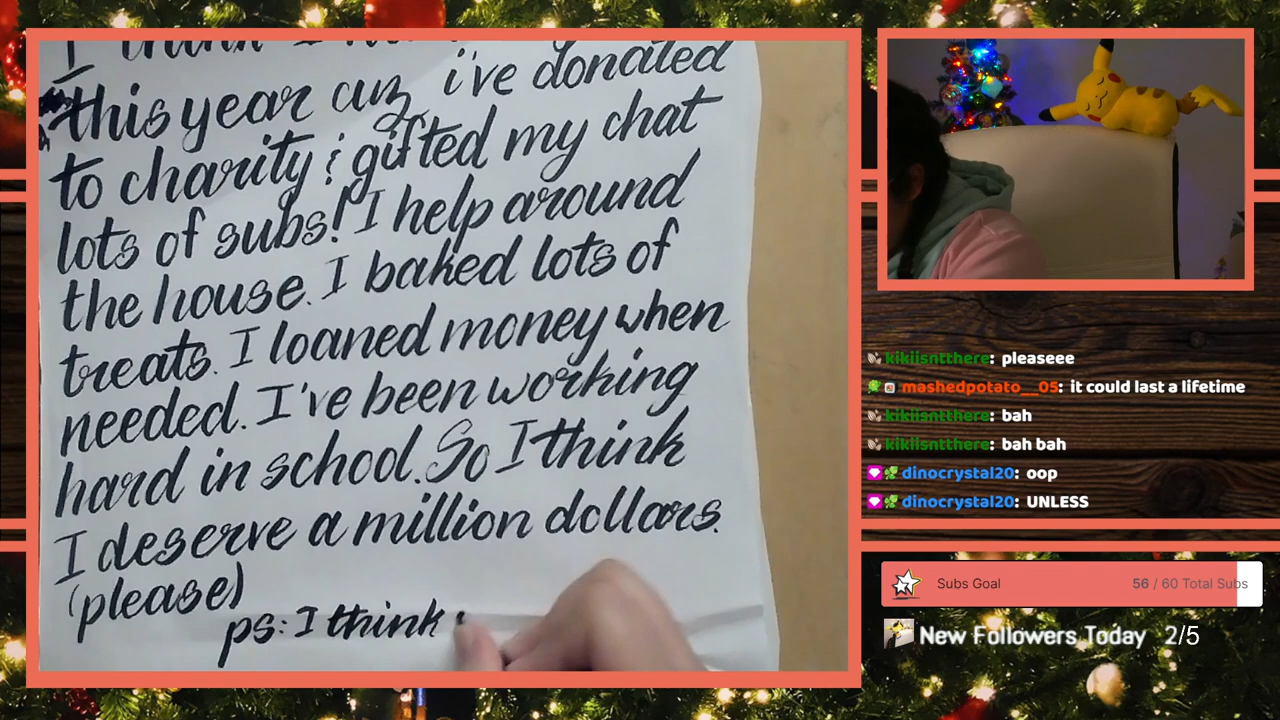 I think I
this year cuz i've donated
to charity & gifted my chat
lots of subs! I help around
the house. I baked lots of
treats. I loaned money when
needed. I've been working
hard in school. So I think
I deserve a million dollars.
(please)
ps: I think
kikiisntthere: pleaseee
mashedpotato__05: it could last a lifetime
kikiisntthere: bah
kikiisntthere: bah bah
dinocrystal20: oop
dinocrystal20: UNLESS
Subs Goal 56 / 60 Total Subs
New Followers Today 2/5